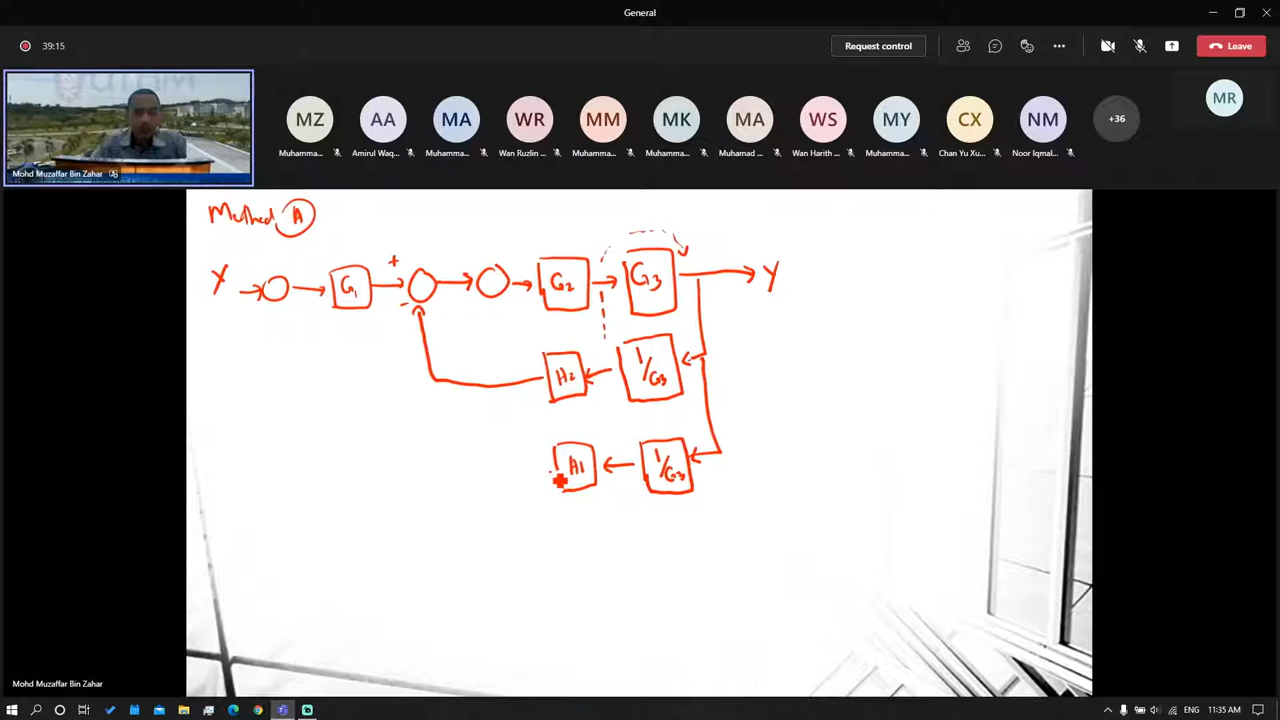 General
39:15
Request control
Leave
MZ
AA
MA
WR
MM
MK
MA
WS
MY
CX
NM
+36
MR
Mohd Muzaffar Bin Zahar
Muhamma...
Amirul Waq...
Muhamma...
Wan Ruzlin ...
Muhamma...
Muhamma...
Muhamad ...
Wan Harith ...
Muhamma...
Chan Yu Xu...
Noor Iqmal...
Method A
X
G1
+
G2
G3
Y
-
H2
1/G3
H1
1/G3
Mohd Muzaffar Bin Zahar
ENG
11:35 AM